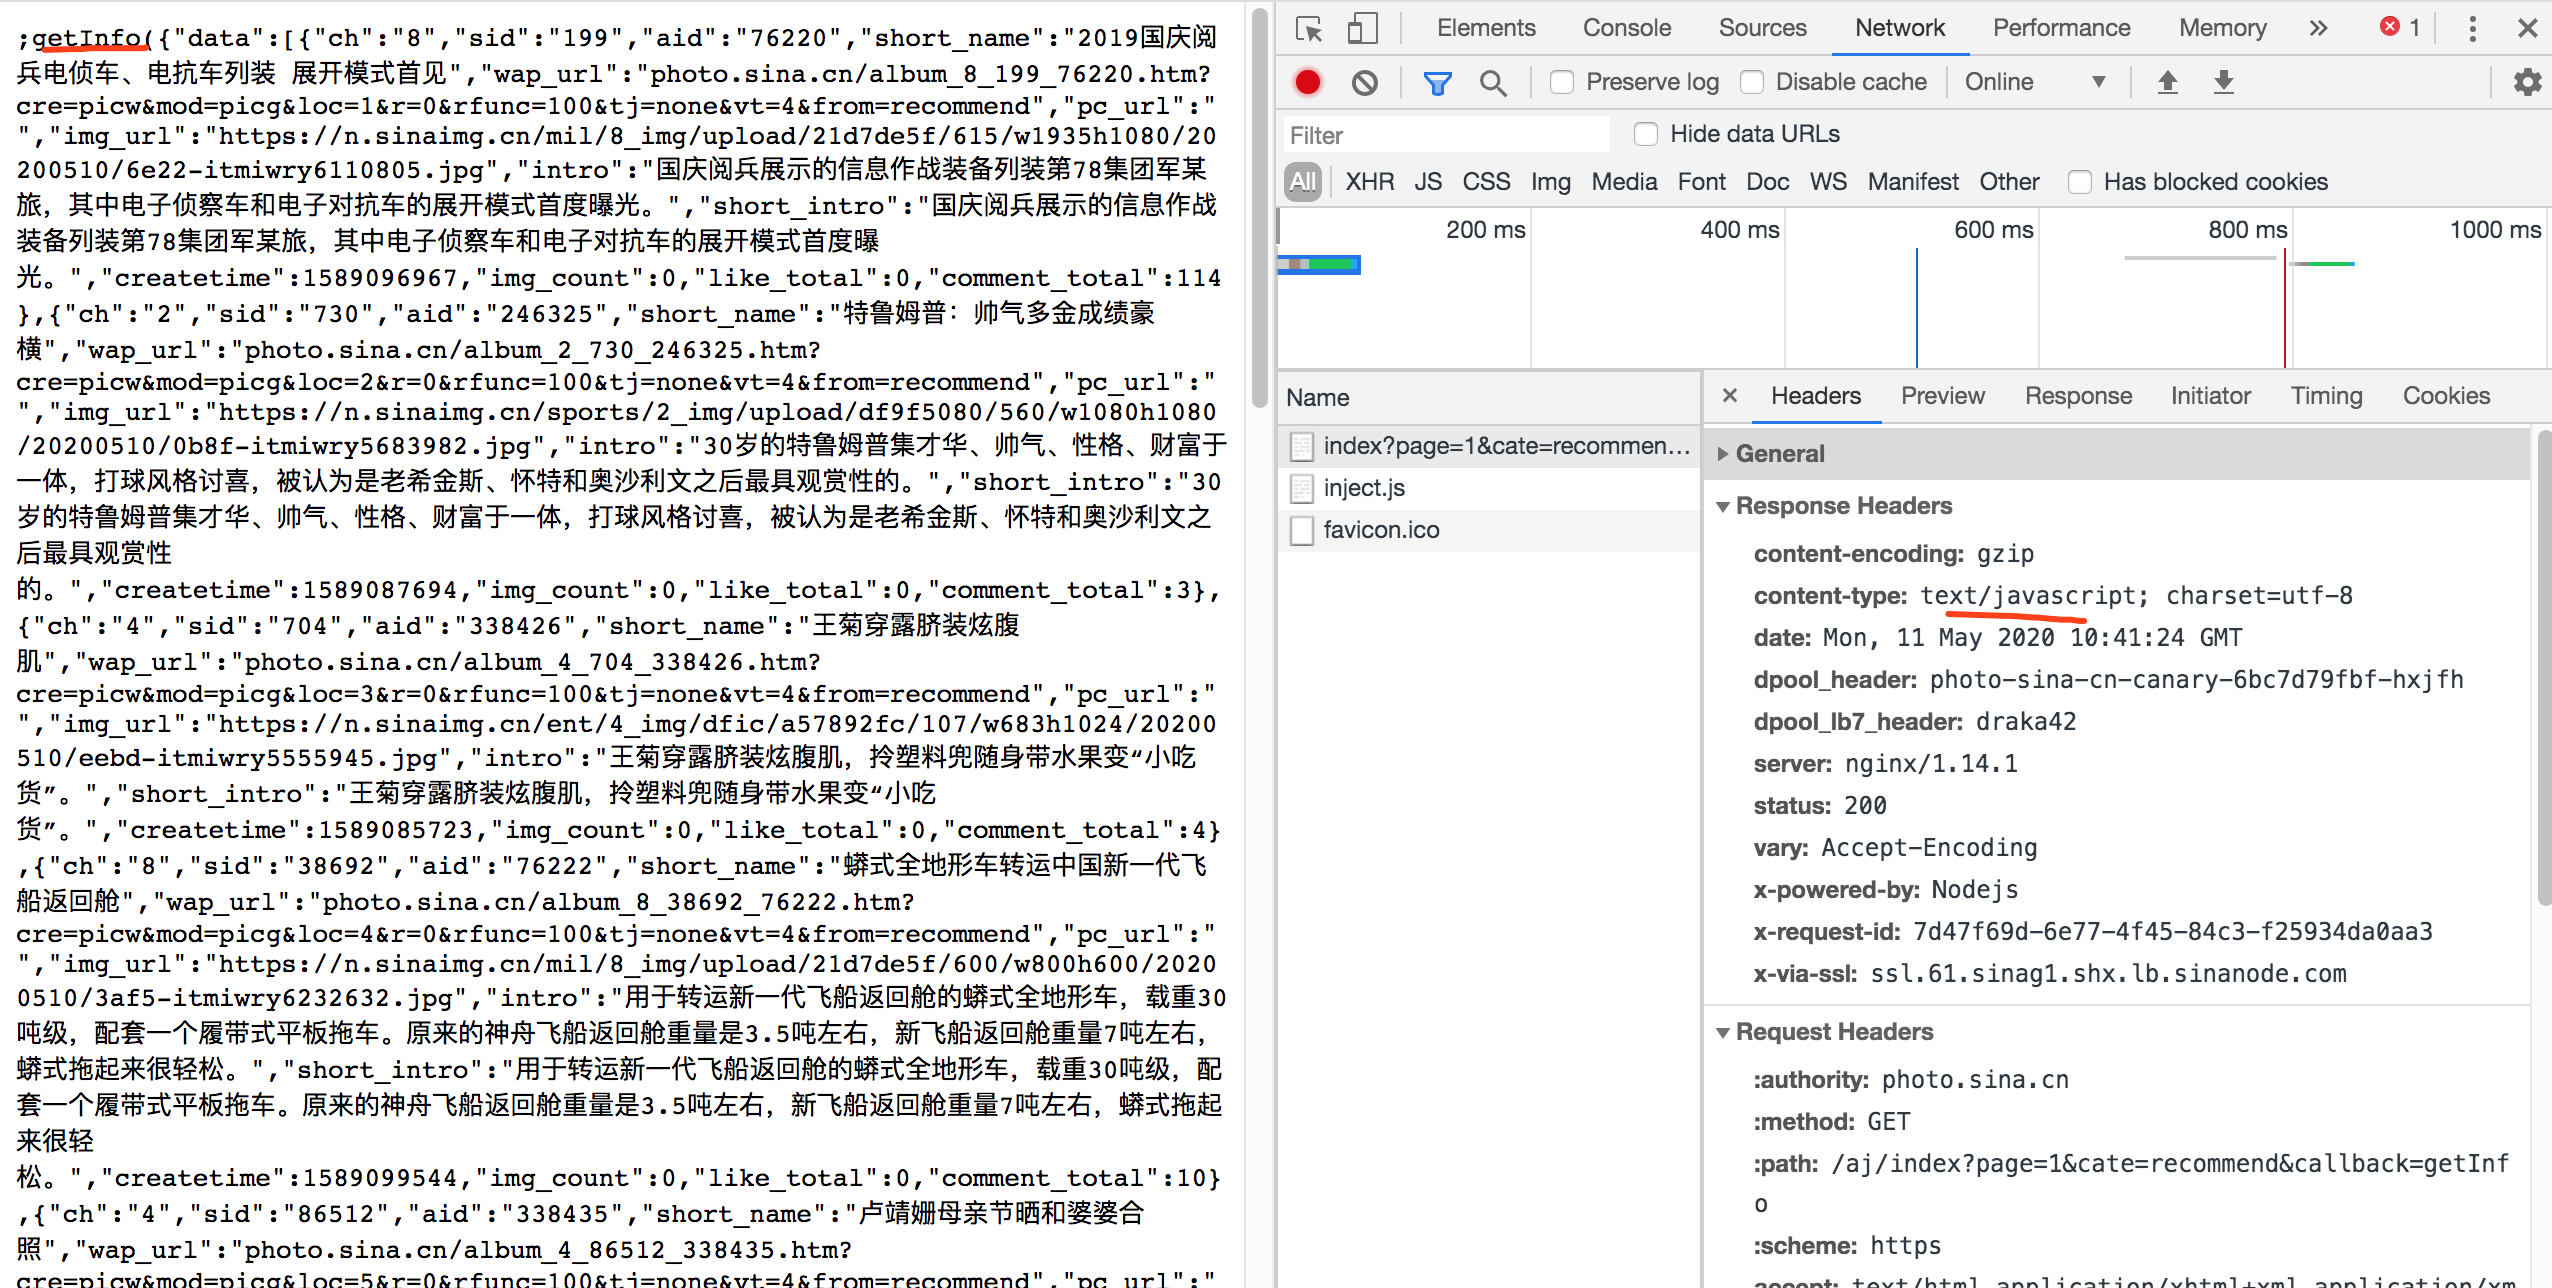 ;getInfo({"data":[{"ch":"8","sid":"199","aid":"76220","short_name":"2019国庆阅
兵电侦车、电抗车列装 展开模式首见","wap_url":"photo.sina.cn/album_8_199_76220.htm?
cre=picw&mod=picg&loc=1&r=0&rfunc=100&tj=none&vt=4&from=recommend","pc_url":"
","img_url":"https://n.sinaimg.cn/mil/8_img/upload/21d7de5f/615/w1935h1080/20
200510/6e22-itmiwry6110805.jpg","intro":"国庆阅兵展示的信息作战装备列装第78集团军某
旅，其中电子侦察车和电子对抗车的展开模式首度曝光。","short_intro":"国庆阅兵展示的信息作战
装备列装第78集团军某旅，其中电子侦察车和电子对抗车的展开模式首度曝
光。","createtime":1589096967,"img_count":0,"like_total":0,"comment_total":114
},{"ch":"2","sid":"730","aid":"246325","short_name":"特鲁姆普：帅气多金成绩豪
横","wap_url":"photo.sina.cn/album_2_730_246325.htm?
cre=picw&mod=picg&loc=2&r=0&rfunc=100&tj=none&vt=4&from=recommend","pc_url":"
","img_url":"https://n.sinaimg.cn/sports/2_img/upload/df9f5080/560/w1080h1080
/20200510/0b8f-itmiwry5683982.jpg","intro":"30岁的特鲁姆普集才华、帅气、性格、财富于
一体，打球风格讨喜，被认为是老希金斯、怀特和奥沙利文之后最具观赏性的。","short_intro":"30
岁的特鲁姆普集才华、帅气、性格、财富于一体，打球风格讨喜，被认为是老希金斯、怀特和奥沙利文之
后最具观赏性
的。","createtime":1589087694,"img_count":0,"like_total":0,"comment_total":3},
{"ch":"4","sid":"704","aid":"338426","short_name":"王菊穿露脐装炫腹
肌","wap_url":"photo.sina.cn/album_4_704_338426.htm?
cre=picw&mod=picg&loc=3&r=0&rfunc=100&tj=none&vt=4&from=recommend","pc_url":"
","img_url":"https://n.sinaimg.cn/ent/4_img/dfic/a57892fc/107/w683h1024/20200
510/eebd-itmiwry5555945.jpg","intro":"王菊穿露脐装炫腹肌，拎塑料兜随身带水果变“小吃
货”。","short_intro":"王菊穿露脐装炫腹肌，拎塑料兜随身带水果变“小吃
货”。","createtime":1589085723,"img_count":0,"like_total":0,"comment_total":4}
,{"ch":"8","sid":"38692","aid":"76222","short_name":"蟒式全地形车转运中国新一代飞
船返回舱","wap_url":"photo.sina.cn/album_8_38692_76222.htm?
cre=picw&mod=picg&loc=4&r=0&rfunc=100&tj=none&vt=4&from=recommend","pc_url":"
","img_url":"https://n.sinaimg.cn/mil/8_img/upload/21d7de5f/600/w800h600/2020
0510/3af5-itmiwry6232632.jpg","intro":"用于转运新一代飞船返回舱的蟒式全地形车，载重30
吨级，配套一个履带式平板拖车。原来的神舟飞船返回舱重量是3.5吨左右，新飞船返回舱重量7吨左右，
蟒式拖起来很轻松。","short_intro":"用于转运新一代飞船返回舱的蟒式全地形车，载重30吨级，配
套一个履带式平板拖车。原来的神舟飞船返回舱重量是3.5吨左右，新飞船返回舱重量7吨左右，蟒式拖起
来很轻
松。","createtime":1589099544,"img_count":0,"like_total":0,"comment_total":10}
,{"ch":"4","sid":"86512","aid":"338435","short_name":"卢靖姗母亲节晒和婆婆合
照","wap_url":"photo.sina.cn/album_4_86512_338435.htm?
cre=picw&mod=picg&loc=5&r=0&rfunc=100&tj=none&vt=4&from=recommend","pc_url":"
Elements Console Sources Network Performance Memory » 1
Preserve log Disable cache Online
Filter Hide data URLs
All XHR JS CSS Img Media Font Doc WS Manifest Other Has blocked cookies
200 ms 400 ms 600 ms 800 ms 1000 ms
Name
index?page=1&cate=recommen...
inject.js
favicon.ico
Headers Preview Response Initiator Timing Cookies
General
Response Headers
content-encoding: gzip
content-type: text/javascript; charset=utf-8
date: Mon, 11 May 2020 10:41:24 GMT
dpool_header: photo-sina-cn-canary-6bc7d79fbf-hxjfh
dpool_lb7_header: draka42
server: nginx/1.14.1
status: 200
vary: Accept-Encoding
x-powered-by: Nodejs
x-request-id: 7d47f69d-6e77-4f45-84c3-f25934da0aa3
x-via-ssl: ssl.61.sinag1.shx.lb.sinanode.com
Request Headers
:authority: photo.sina.cn
:method: GET
:path: /aj/index?page=1&cate=recommend&callback=getInf
o
:scheme: https
accept: text/html,application/xhtml+xml,application/xm